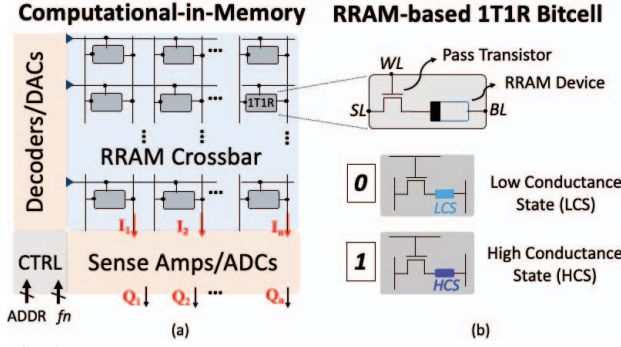 Computational-in-Memory
RRAM-based 1T1R Bitcell
Decoders/DACs
1T1R
RRAM Crossbar
I1 I2 In
CTRL
Sense Amps/ADCs
ADDR fn
Q1 Q2 ... Qn
(a)
WL
Pass Transistor
RRAM Device
SL
BL
0
LCS
Low Conductance
State (LCS)
1
HCS
High Conductance
State (HCS)
(b)